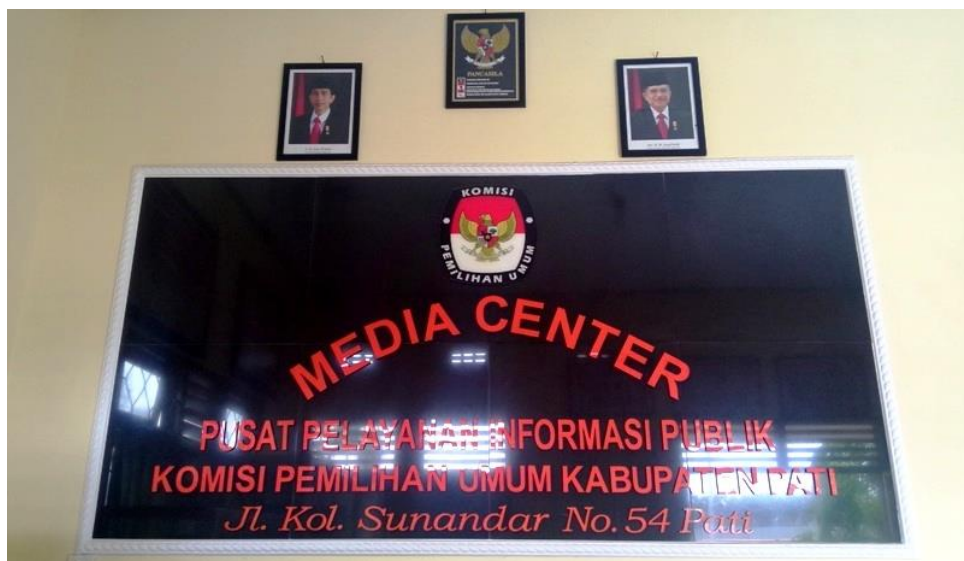 PANCASILA
KOMISI
PEMILIHAN UMUM
MEDIA CENTER
PUSAT PELAYANAN INFORMASI PUBLIK
KOMISI PEMILIHAN UMUM KABUPATEN PATI
Jl. Kol. Sunandar No. 54 Pati